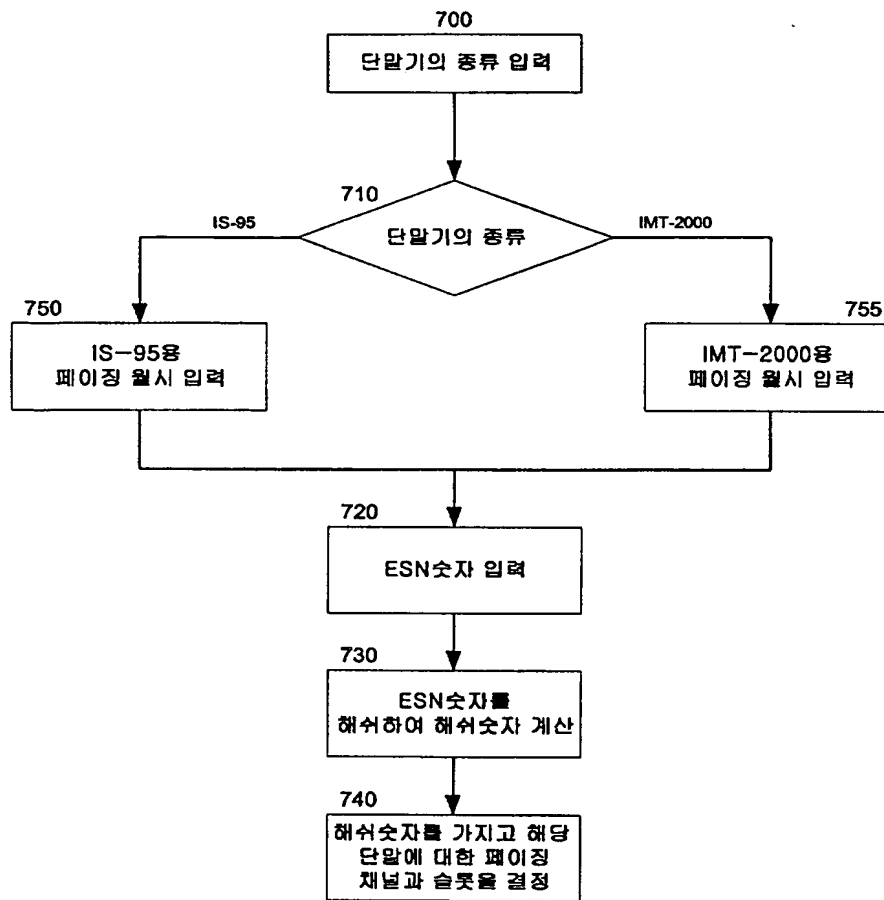 700
단말기의 종류 입력
710
단말기의 종류
IS-95
IMT-2000
750
IS-95용
페이징 월시 입력
755
IMT-2000용
페이징 월시 입력
720
ESN숫자 입력
730
ESN숫자를
해쉬하여 해쉬숫자 계산
740
해쉬숫자를 가지고 해당
단말에 대한 페이징
채널과 슬롯을 결정